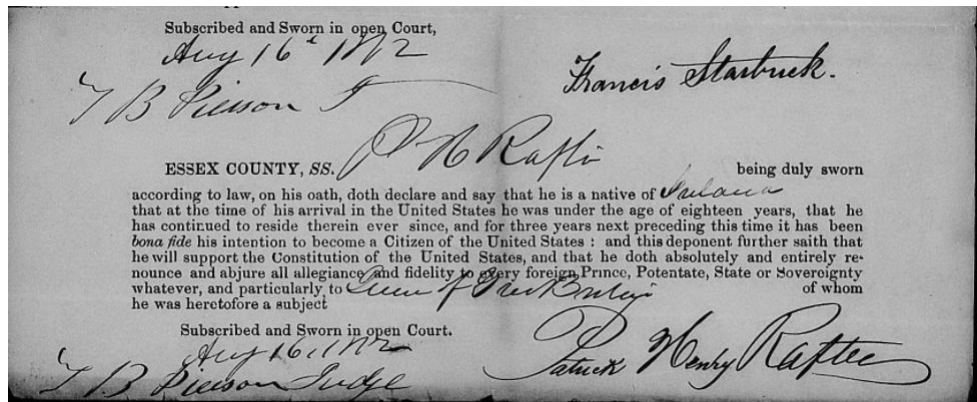 Subscribed and Sworn in open Court,
Aug 16th 1872
T B Pierson J
Francis Starbuck.
P H Rafter
ESSEX COUNTY, SS. being duly sworn
according to law, on his oath, doth declare and say that he is a native of Ireland
that at the time of his arrival in the United States he was under the age of eighteen years, that he
has continued to reside therein ever since, and for three years next preceding this time it has been
bona fide his intention to become a Citizen of the United States : and this deponent further saith that
he will support the Constitution of the United States, and that he doth absolutely and entirely re-
nounce and abjure all allegiance and fidelity to every foreign Prince, Potentate, State or Sovereignty
whatever, and particularly to Queen of Great Britain of whom
he was heretofore a subject
Subscribed and Sworn in open Court.
Aug 16, 1872
T B Pierson Judge
Patrick Henry Rafter